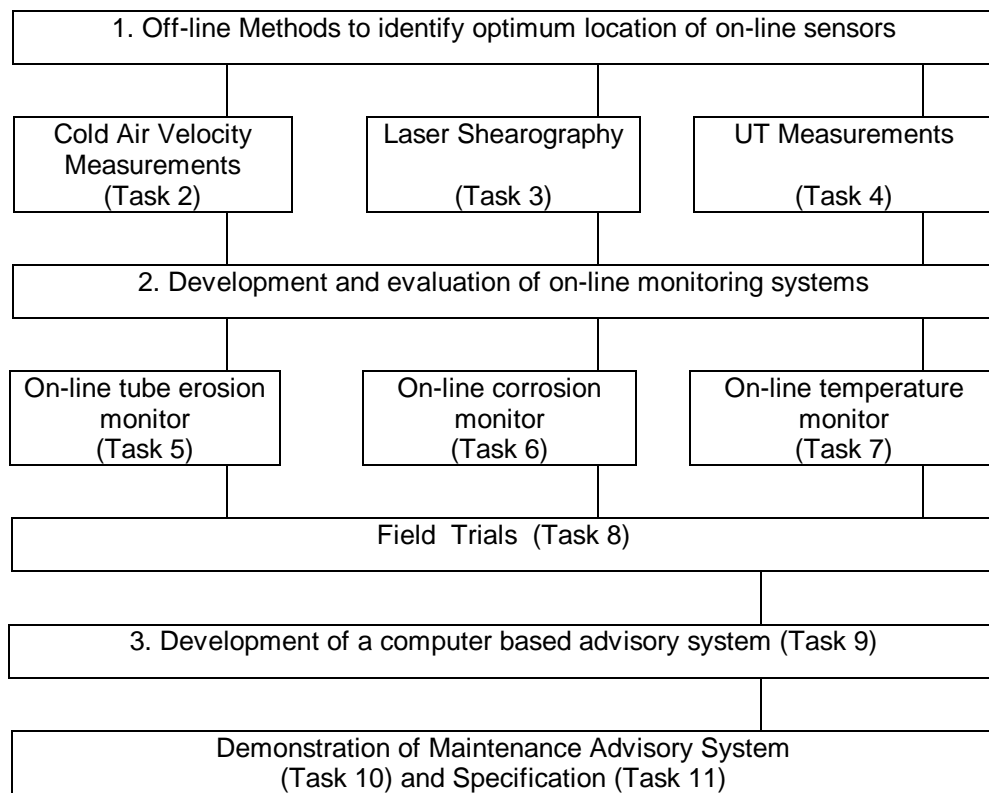 1. Off-line Methods to identify optimum location of on-line sensors
Cold Air Velocity
Measurements
(Task 2)
Laser Shearography
(Task 3)
UT Measurements
(Task 4)
2. Development and evaluation of on-line monitoring systems
On-line tube erosion
monitor
(Task 5)
On-line corrosion
monitor
(Task 6)
On-line temperature
monitor
(Task 7)
Field Trials (Task 8)
3. Development of a computer based advisory system (Task 9)
Demonstration of Maintenance Advisory System
(Task 10) and Specification (Task 11)